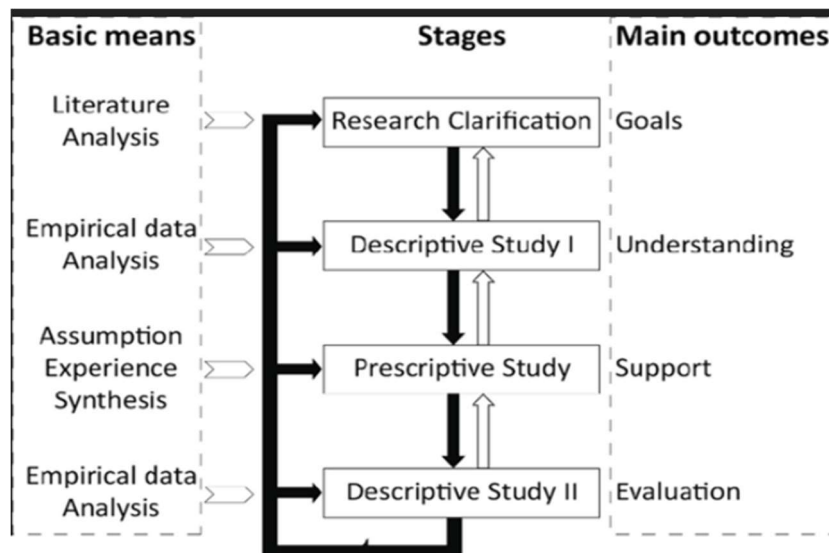 Basic means
Stages
Main outcomes
Literature
Analysis
Research Clarification
Goals
Empirical data
Analysis
Descriptive Study I
Understanding
Assumption
Experience
Synthesis
Prescriptive Study
Support
Empirical data
Analysis
Descriptive Study II
Evaluation